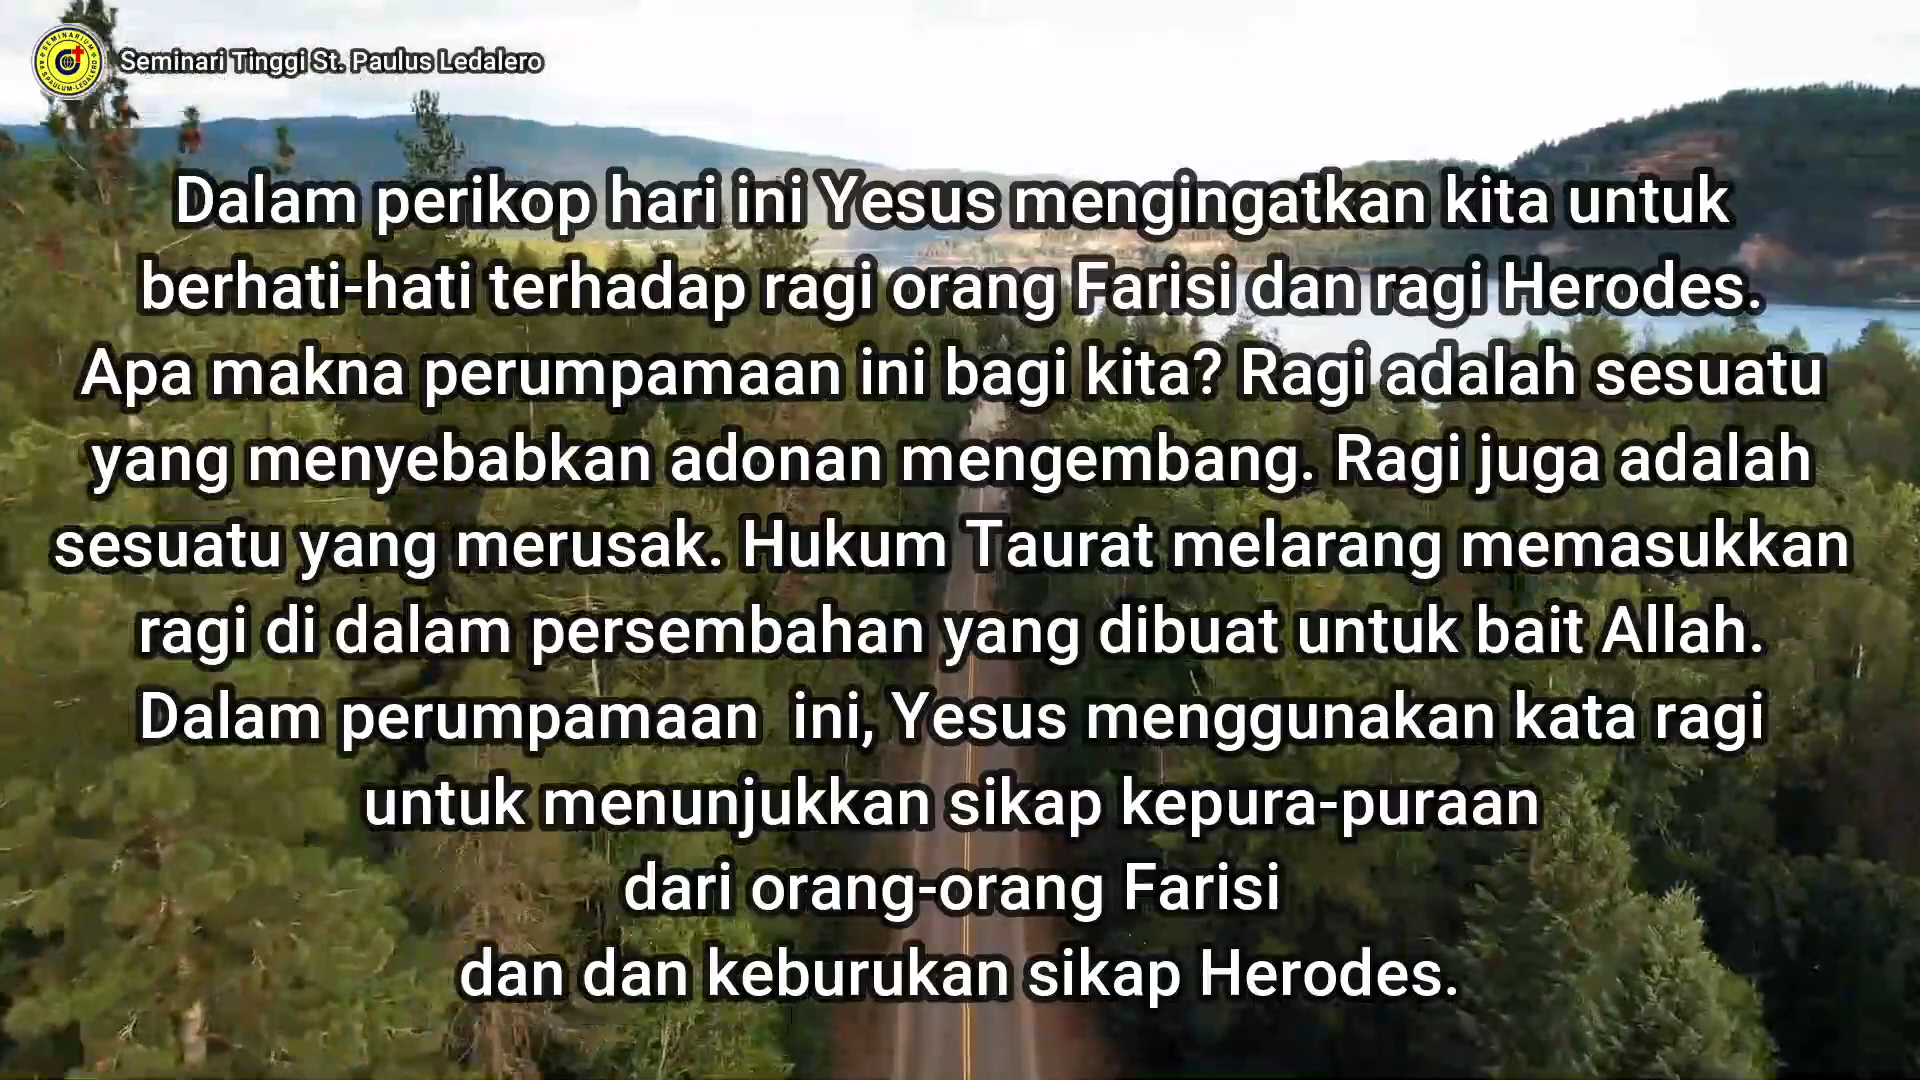 Seminari Tinggi St. Paulus Ledalero
Dalam perikop hari ini Yesus mengingatkan kita untuk
berhati-hati terhadap ragi orang Farisi dan ragi Herodes.
Apa makna perumpamaan ini bagi kita? Ragi adalah sesuatu
yang menyebabkan adonan mengembang. Ragi juga adalah
sesuatu yang merusak. Hukum Taurat melarang memasukkan
ragi di dalam persembahan yang dibuat untuk bait Allah.
Dalam perumpamaan  ini, Yesus menggunakan kata ragi
untuk menunjukkan sikap kepura-puraan
dari orang-orang Farisi
dan dan keburukan sikap Herodes.